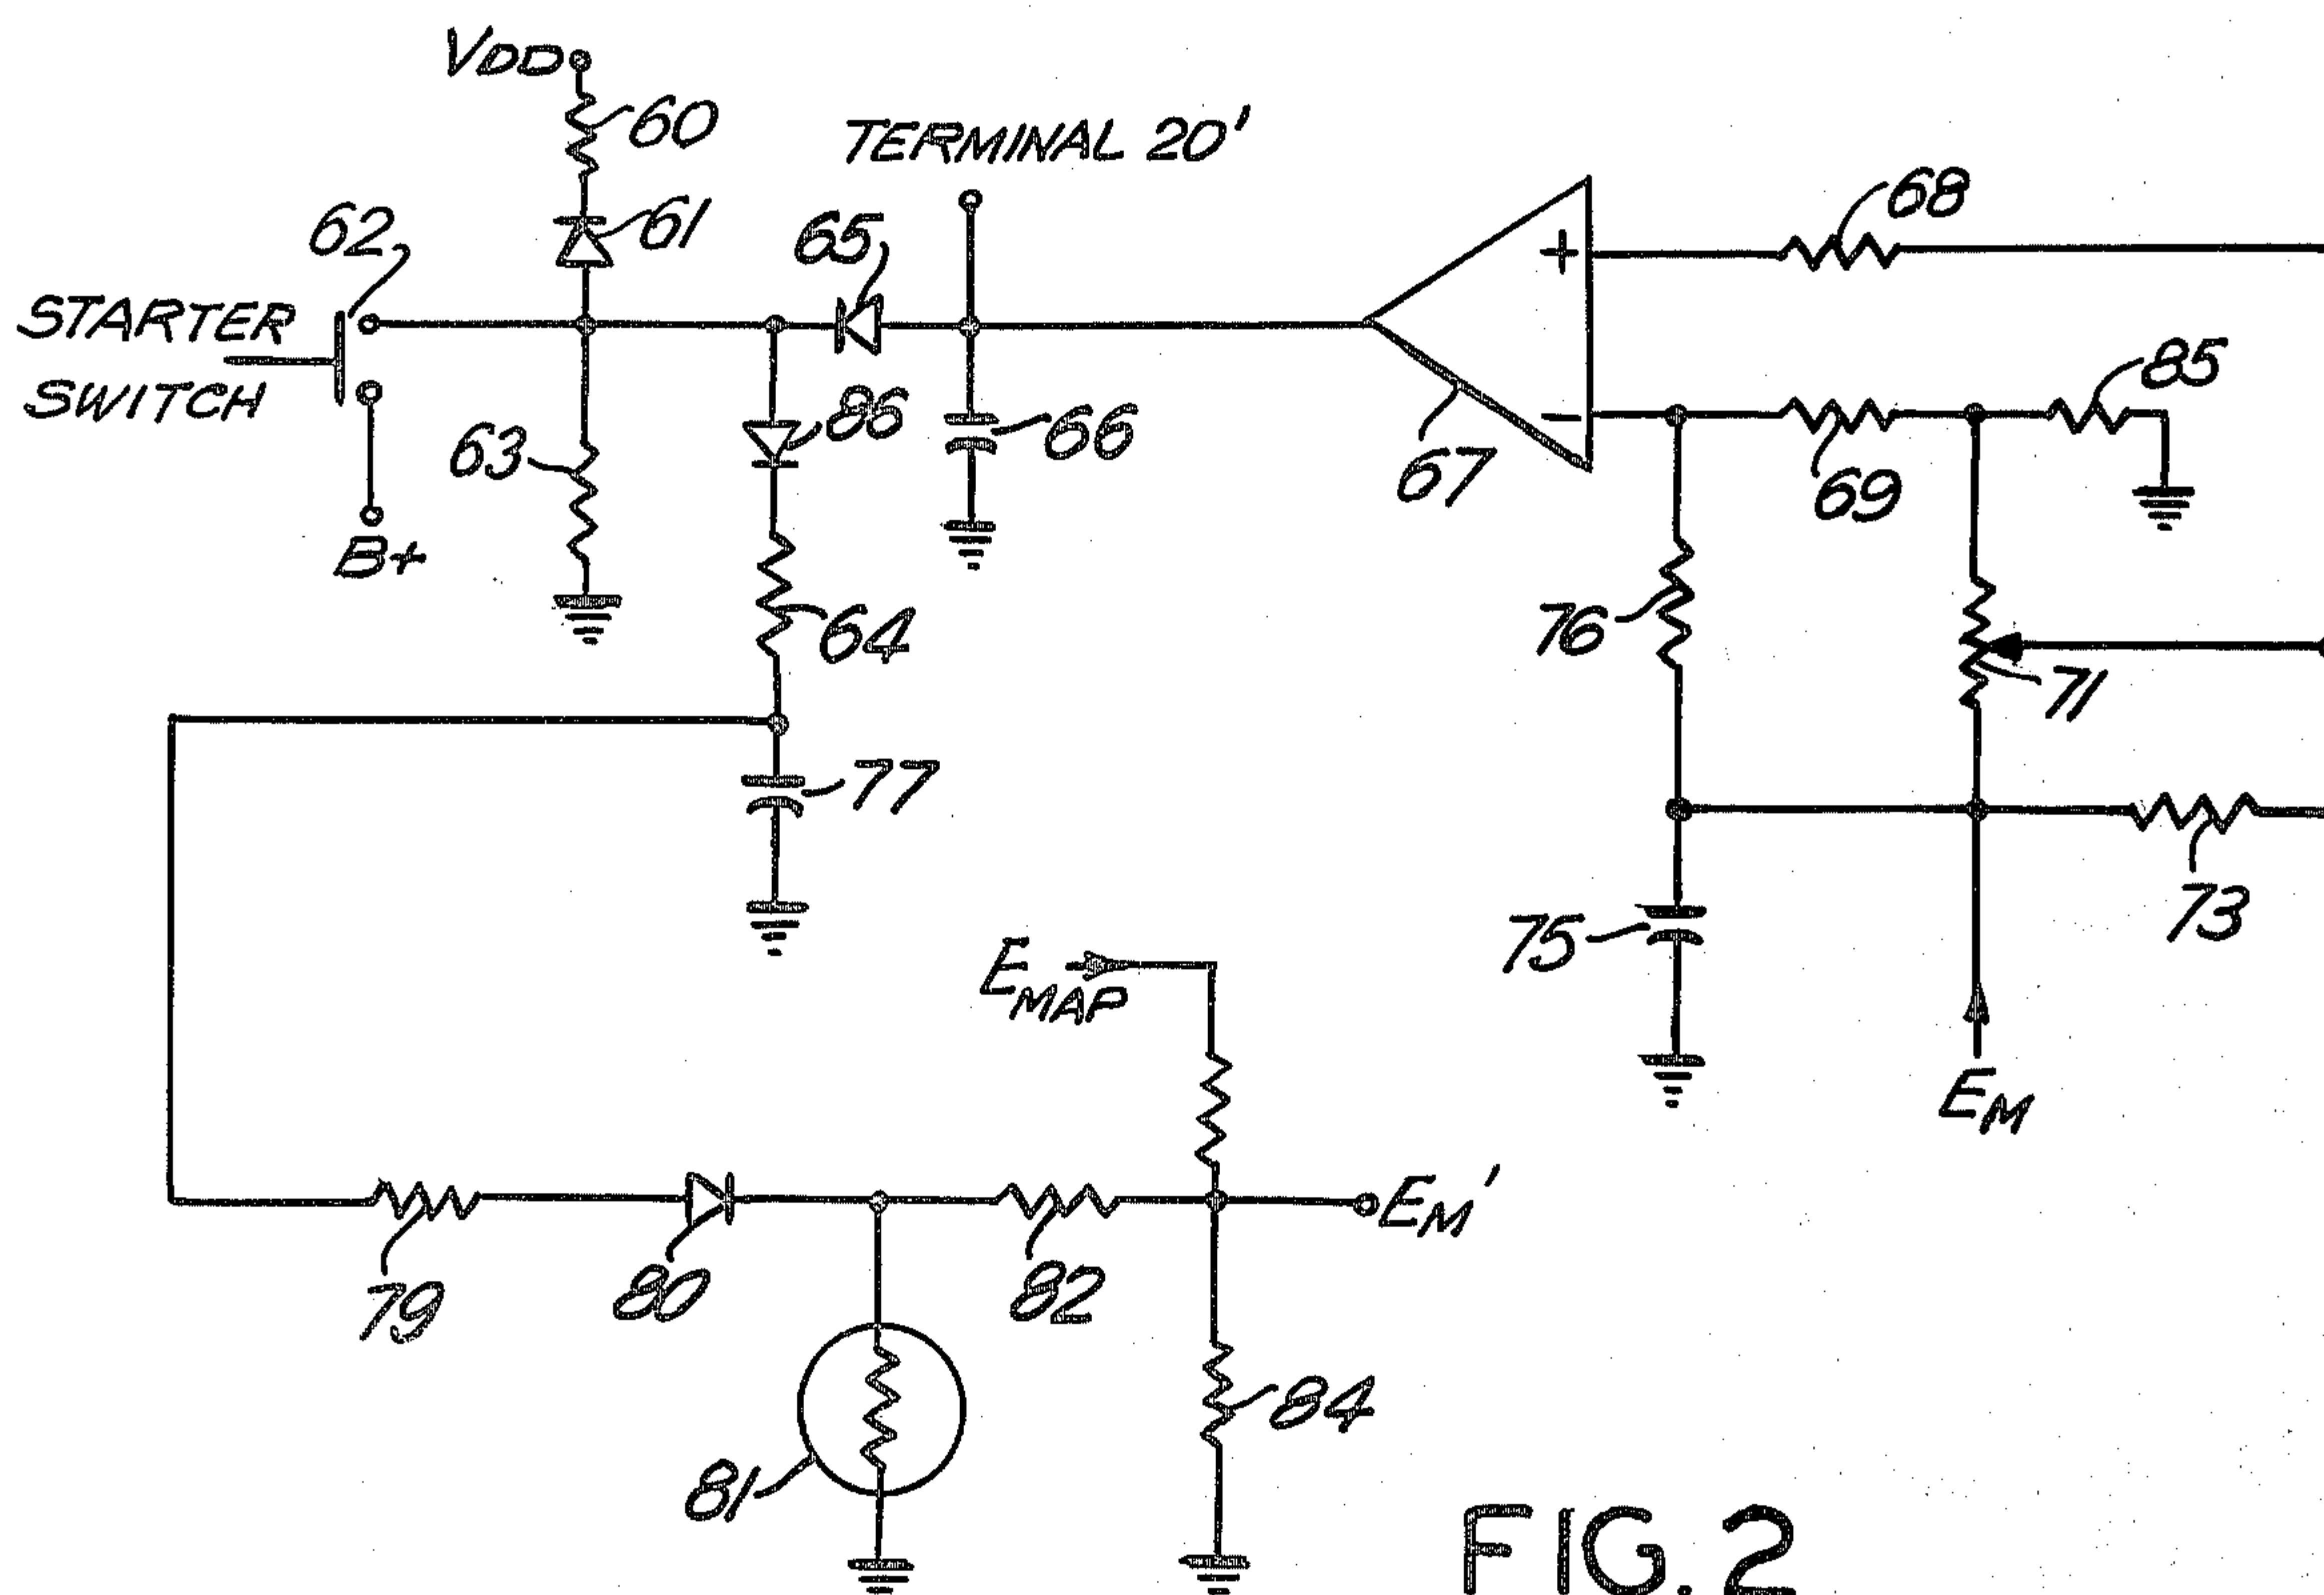 VDD
60
TERMINAL 20'
68
62
61
65
STARTER
SWITCH
85
86
66
63
67
69
B+
76
64
71
77
73
75
EMAP
EM
EM'
79
80
82
84
81
FIG. 2